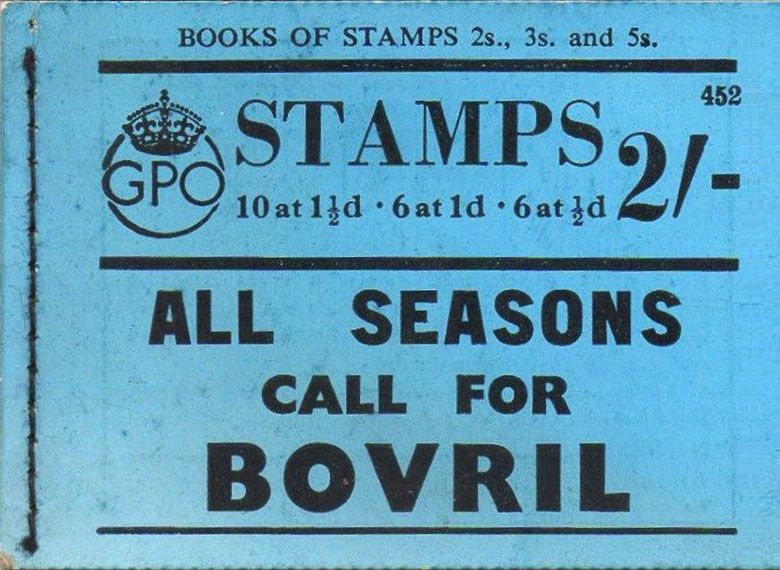 BOOKS OF STAMPS 2s., 3s. and 5s.
452
GPO
STAMPS 2/-
10 at 1½d · 6 at 1d · 6 at ½d
ALL SEASONS
CALL FOR
BOVRIL